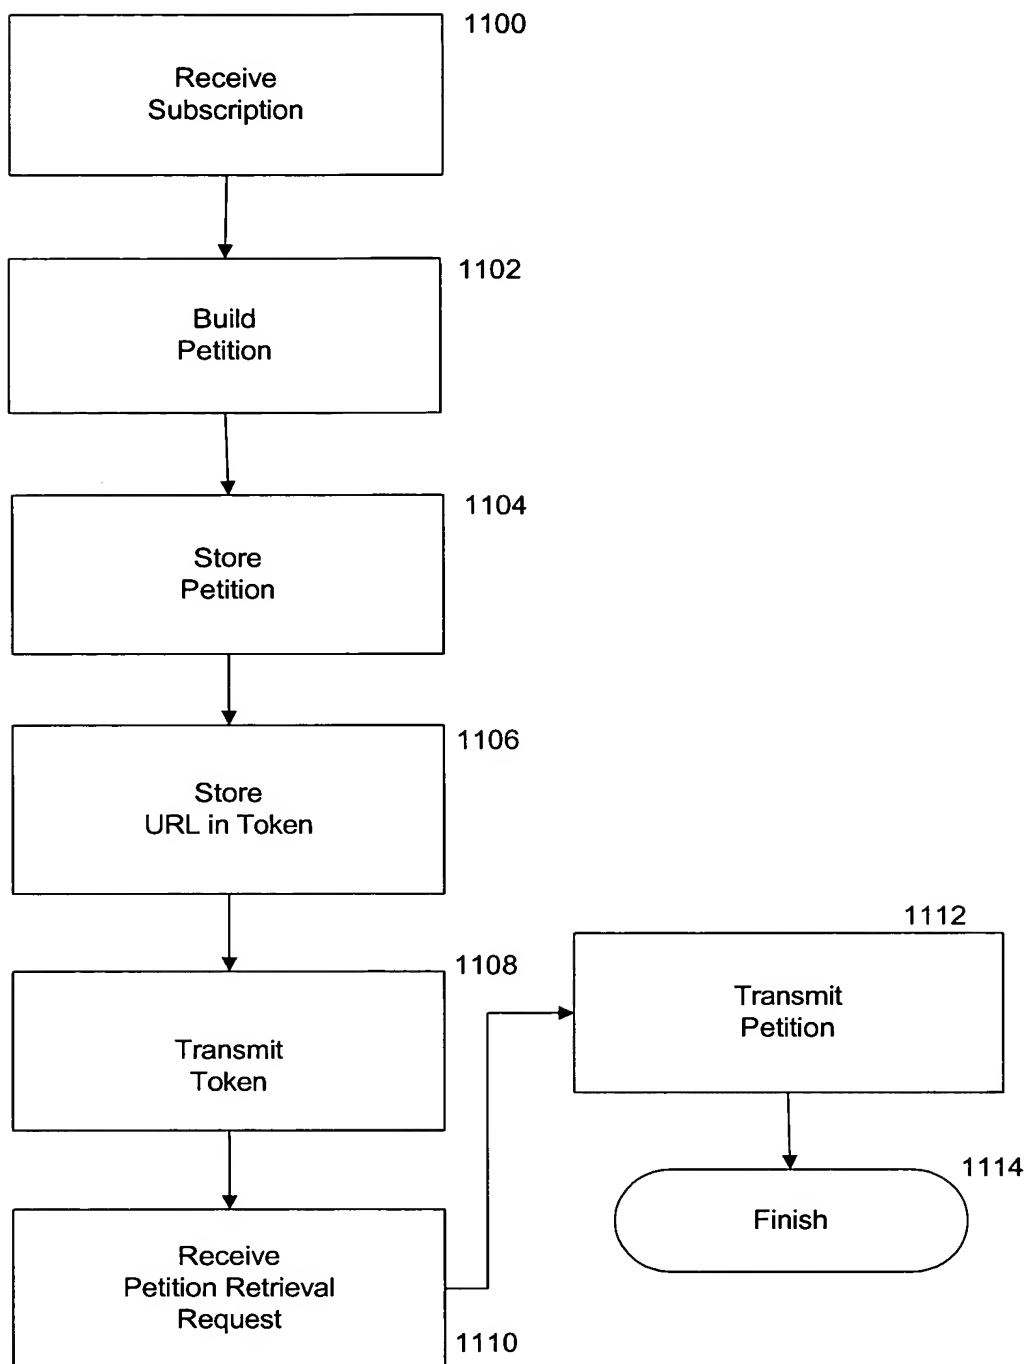 1100
Receive
Subscription
1102
Build
Petition
1104
Store
Petition
1106
Store
URL in Token
1108
Transmit
Token
Receive
Petition Retrieval
Request
1110
1112
Transmit
Petition
1114
Finish